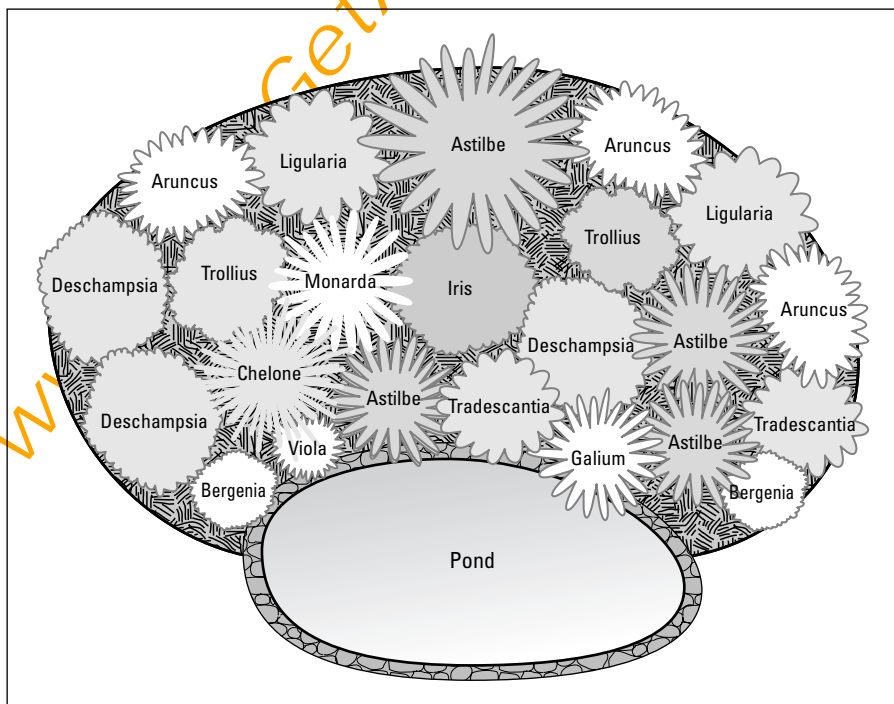 Astilbe
Aruncus
Ligularia
Aruncus
Ligularia
Trollius
Trollius
Monarda
Iris
Deschampsia
Aruncus
Deschampsia
Astilbe
Chelone
Astilbe
Tradescantia
Deschampsia
Tradescantia
Viola
Galium
Astilbe
Bergenia
Bergenia
Pond